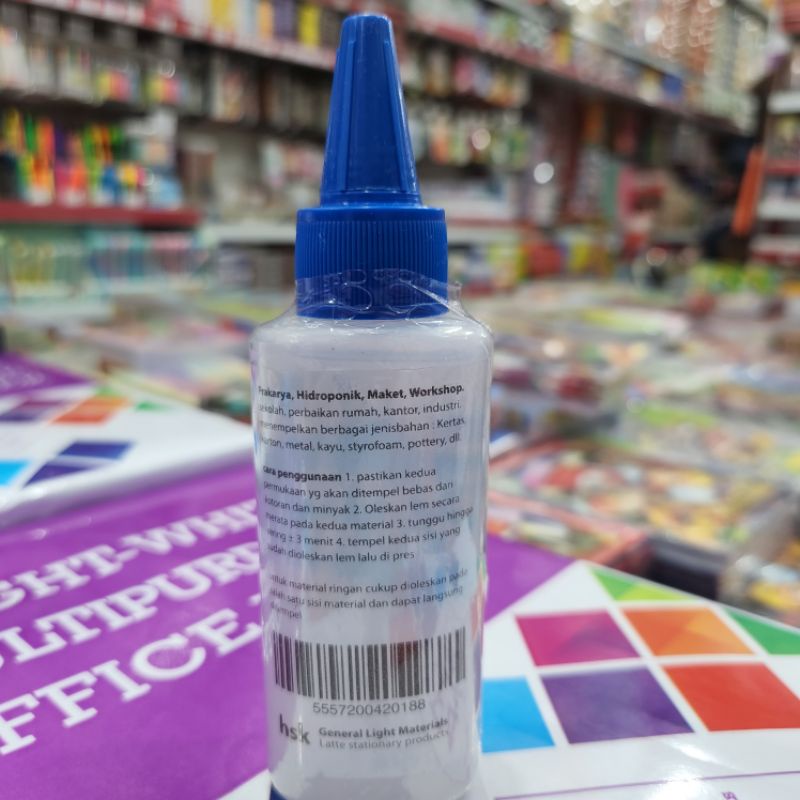 Prakarya, Hidroponik, Maket, Workshop.
sekolah, perbaikan rumah, kantor, industri.
menempelkan berbagai jenisbahan : Kertas,
karton, metal, kayu, styrofoam, pottery, dll.
cara penggunaan 1. pastikan kedua
permukaan yg akan ditempel bebas dari
kotoran dan minyak 2. Oleskan lem secara
merata pada kedua material 3. tunggu hingga
kering ± 3 menit 4. tempel kedua sisi yang
sudah dioleskan lem lalu di pres
untuk material ringan cukup dioleskan pada
salah satu sisi material dan dapat langsung
ditempel
5557200420188
hsk General Light Materials
Latte stationary products